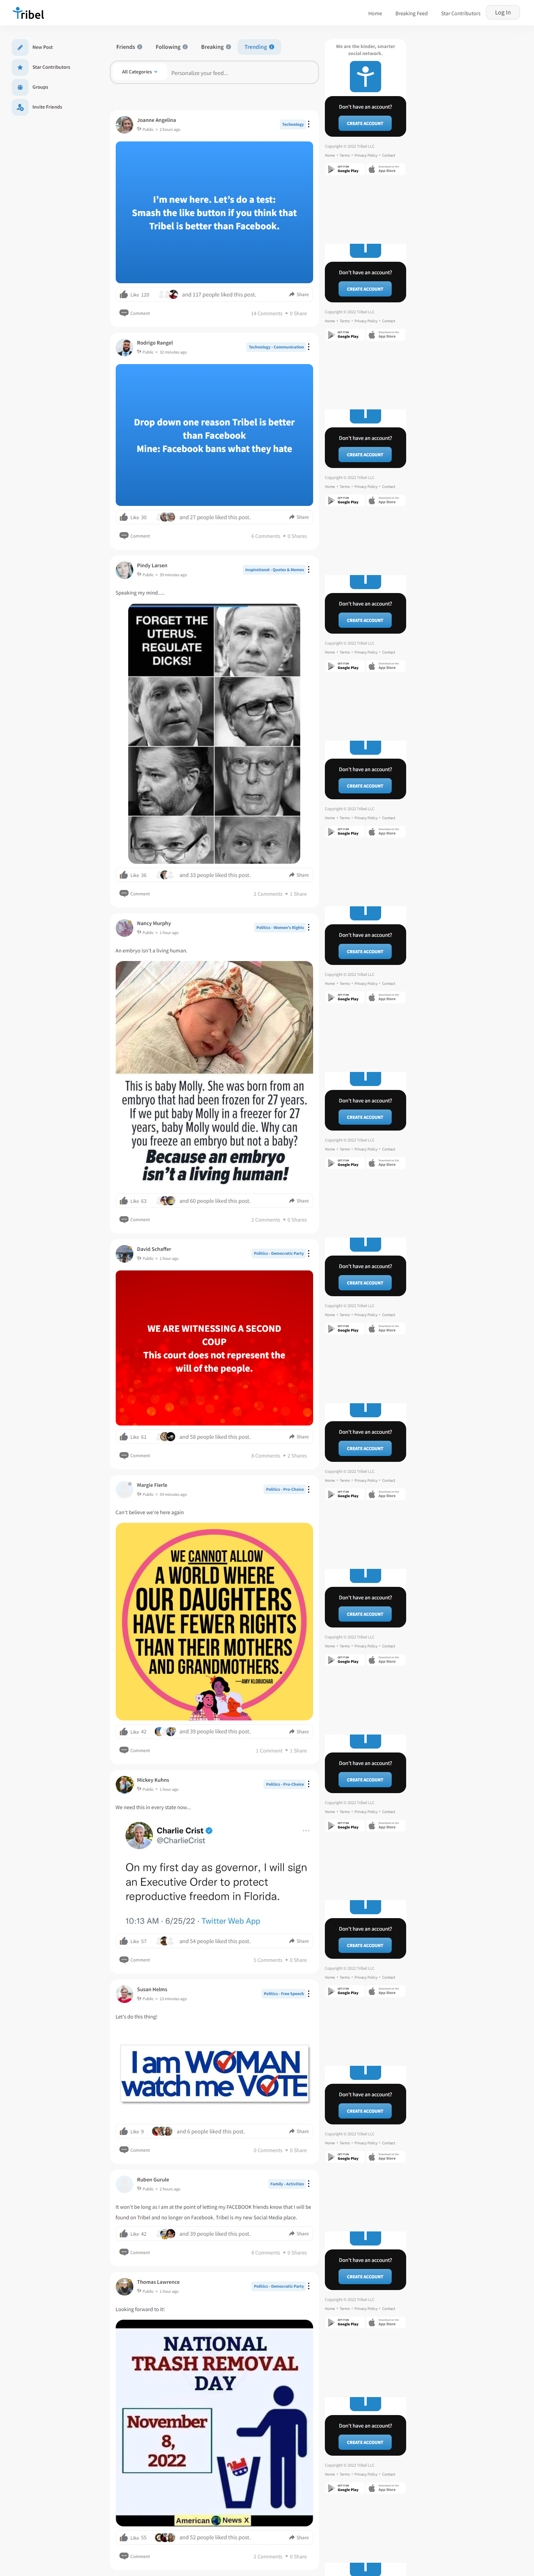 Tribel
Home
Breaking Feed
Star Contributors
Log In
New Post
Star Contributors
Groups
Invite Friends
Friends
Following
Breaking
Trending
All Categories
Personalize your feed...
We are the kinder, smarter
social network.
Don't have an account?
CREATE ACCOUNT
Copyright © 2022 Tribel LLC
Home • Terms • Privacy Policy • Contact
GET IT ON
Google Play
Download on the
App Store
Joanne Angelina
Public • 2 hours ago
Technology
I'm new here. Let's do a test:
Smash the like button if you think that
Tribel is better than Facebook.
Like 120
and 117 people liked this post.
Share
Comment
14 Comments • 0 Share
Rodrigo Rangel
Public • 32 minutes ago
Technology - Communication
Drop down one reason Tribel is better
than Facebook
Mine: Facebook bans what they hate
Like 30
and 27 people liked this post.
Share
Comment
6 Comments • 0 Shares
Pindy Larsen
Public • 39 minutes ago
Inspirational - Quotes & Memes
Speaking my mind.....
FORGET THE
UTERUS.
REGULATE
DICKS!
Like 36
and 33 people liked this post.
Share
Comment
2 Comments • 1 Share
Nancy Murphy
Public • 1 hour ago
Politics - Women's Rights
An embryo isn't a living human.
This is baby Molly. She was born from an
embryo that had been frozen for 27 years.
If we put baby Molly in a freezer for 27
years, baby Molly would die. Why can
you freeze an embryo but not a baby?
Because an embryo
isn't a living human!
Like 63
and 60 people liked this post.
Share
Comment
2 Comments • 0 Shares
David Schaffer
Public • 1 hour ago
Politics - Democratic Party
WE ARE WITNESSING A SECOND
COUP
This court does not represent the
will of the people.
Like 61
and 58 people liked this post.
Share
Comment
8 Comments • 2 Shares
Margie Fierle
Public • 44 minutes ago
Politics - Pro-Choice
Can't believe we're here again
WE CANNOT ALLOW
A WORLD WHERE
OUR DAUGHTERS
HAVE FEWER RIGHTS
THAN THEIR MOTHERS
AND GRANDMOTHERS.
—AMY KLOBUCHAR
Like 42
and 39 people liked this post.
Share
Comment
1 Comment • 1 Share
Mickey Kuhns
Public • 1 hour ago
Politics - Pro-Choice
We need this in every state now...
Charlie Crist
@CharlieCrist
On my first day as governor, I will sign
an Executive Order to protect
reproductive freedom in Florida.
10:13 AM · 6/25/22 · Twitter Web App
Like 57
and 54 people liked this post.
Share
Comment
5 Comments • 0 Share
Susan Helms
Public • 13 minutes ago
Politics - Free Speech
Let's do this thing!
I am WOMAN
watch me VOTE
Like 9
and 6 people liked this post.
Share
Comment
0 Comments • 0 Share
Ruben Gurule
Public • 2 hours ago
Family - Activities
It won't be long as I am at the point of letting my FACEBOOK friends know that I will be
found on Tribel and no longer on Facebook. Tribel is my new Social Media place.
Like 42
and 39 people liked this post.
Share
Comment
8 Comments • 0 Shares
Thomas Lawrence
Public • 1 hour ago
Politics - Democratic Party
Looking forward to it!
NATIONAL
TRASH REMOVAL
DAY
November
8,
2022
American News X
Like 55
and 52 people liked this post.
Share
Comment
2 Comments • 0 Share